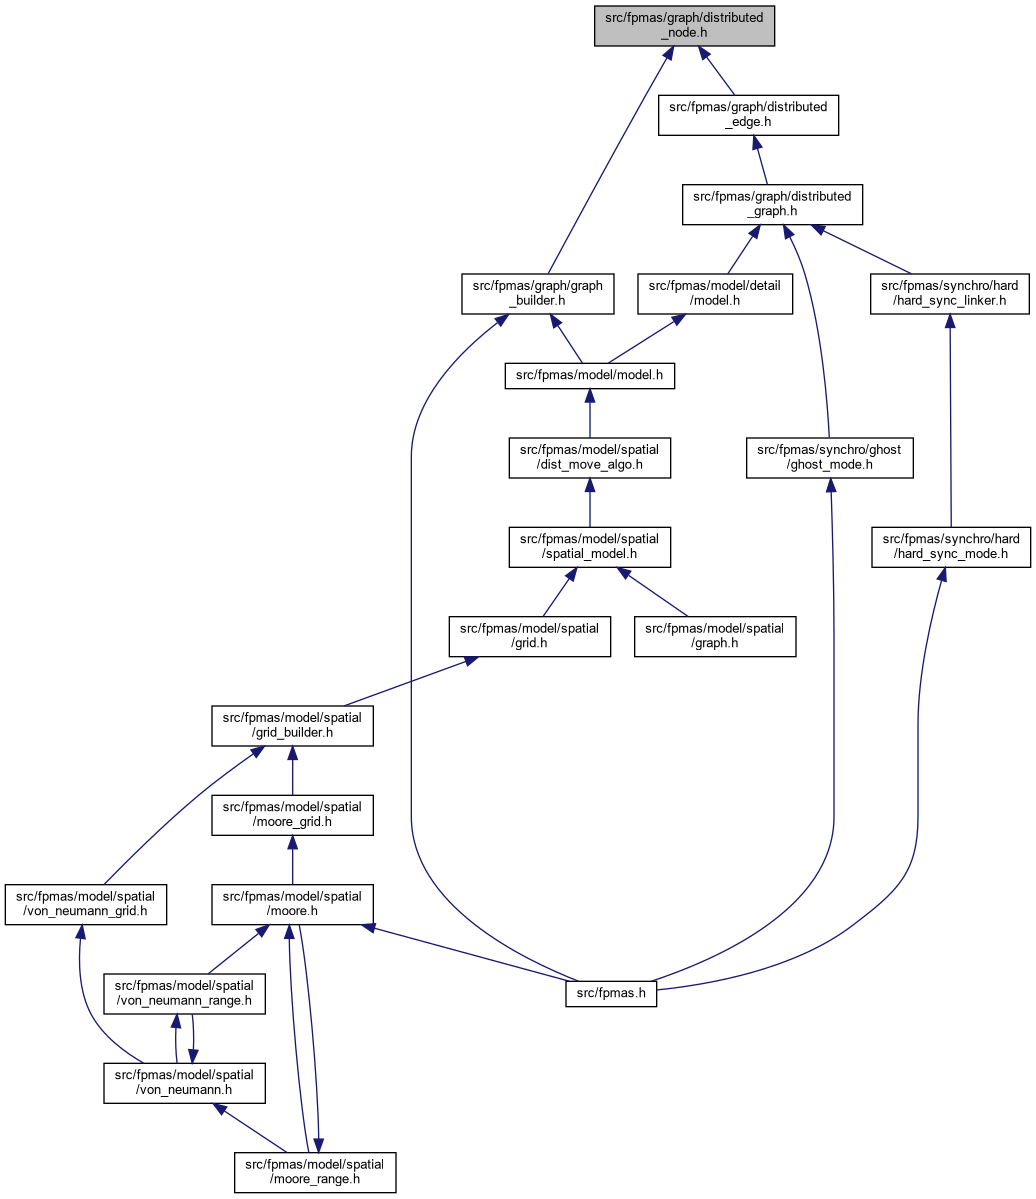 src/fpmas/graph/distributed
_node.h
src/fpmas/graph/distributed
_edge.h
src/fpmas/graph/distributed
_graph.h
src/fpmas/graph/graph
_builder.h
src/fpmas/model/detail
/model.h
src/fpmas/synchro/hard
/hard_sync_linker.h
src/fpmas/model/model.h
src/fpmas/model/spatial
/dist_move_algo.h
src/fpmas/synchro/ghost
/ghost_mode.h
src/fpmas/model/spatial
/spatial_model.h
src/fpmas/synchro/hard
/hard_sync_mode.h
src/fpmas/model/spatial
/grid.h
src/fpmas/model/spatial
/graph.h
src/fpmas/model/spatial
/grid_builder.h
src/fpmas/model/spatial
/moore_grid.h
src/fpmas/model/spatial
/von_neumann_grid.h
src/fpmas/model/spatial
/moore.h
src/fpmas/model/spatial
/von_neumann_range.h
src/fpmas.h
src/fpmas/model/spatial
/von_neumann.h
src/fpmas/model/spatial
/moore_range.h